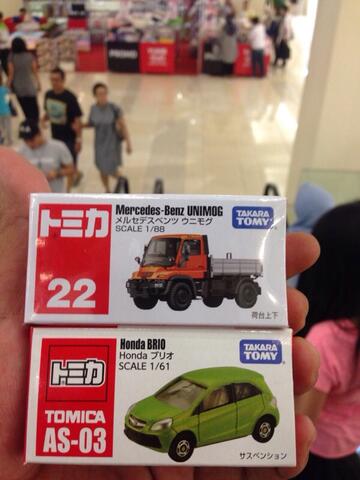 PROMO
トミカ
22
Mercedes-Benz UNIMOG
メルセデスベンツ ウニモグ
SCALE 1/88
TAKARA
TOMY
荷台上下
トミカ
TOMICA
AS-03
Honda BRIO
Honda ブリオ
SCALE 1/61
TAKARA
TOMY
サスペンション